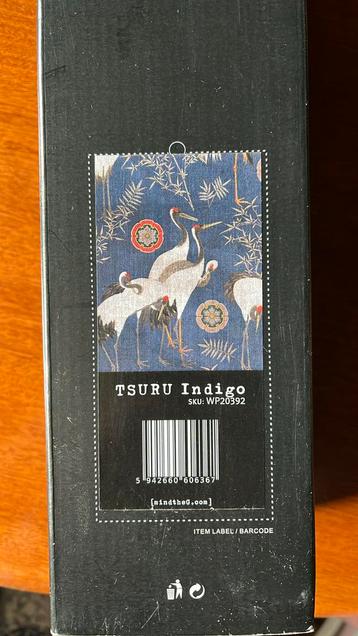 TSURU Indigo
SKU: WP20392
5 942660 606367
[mindtheG.com]
ITEM LABEL / BARCODE